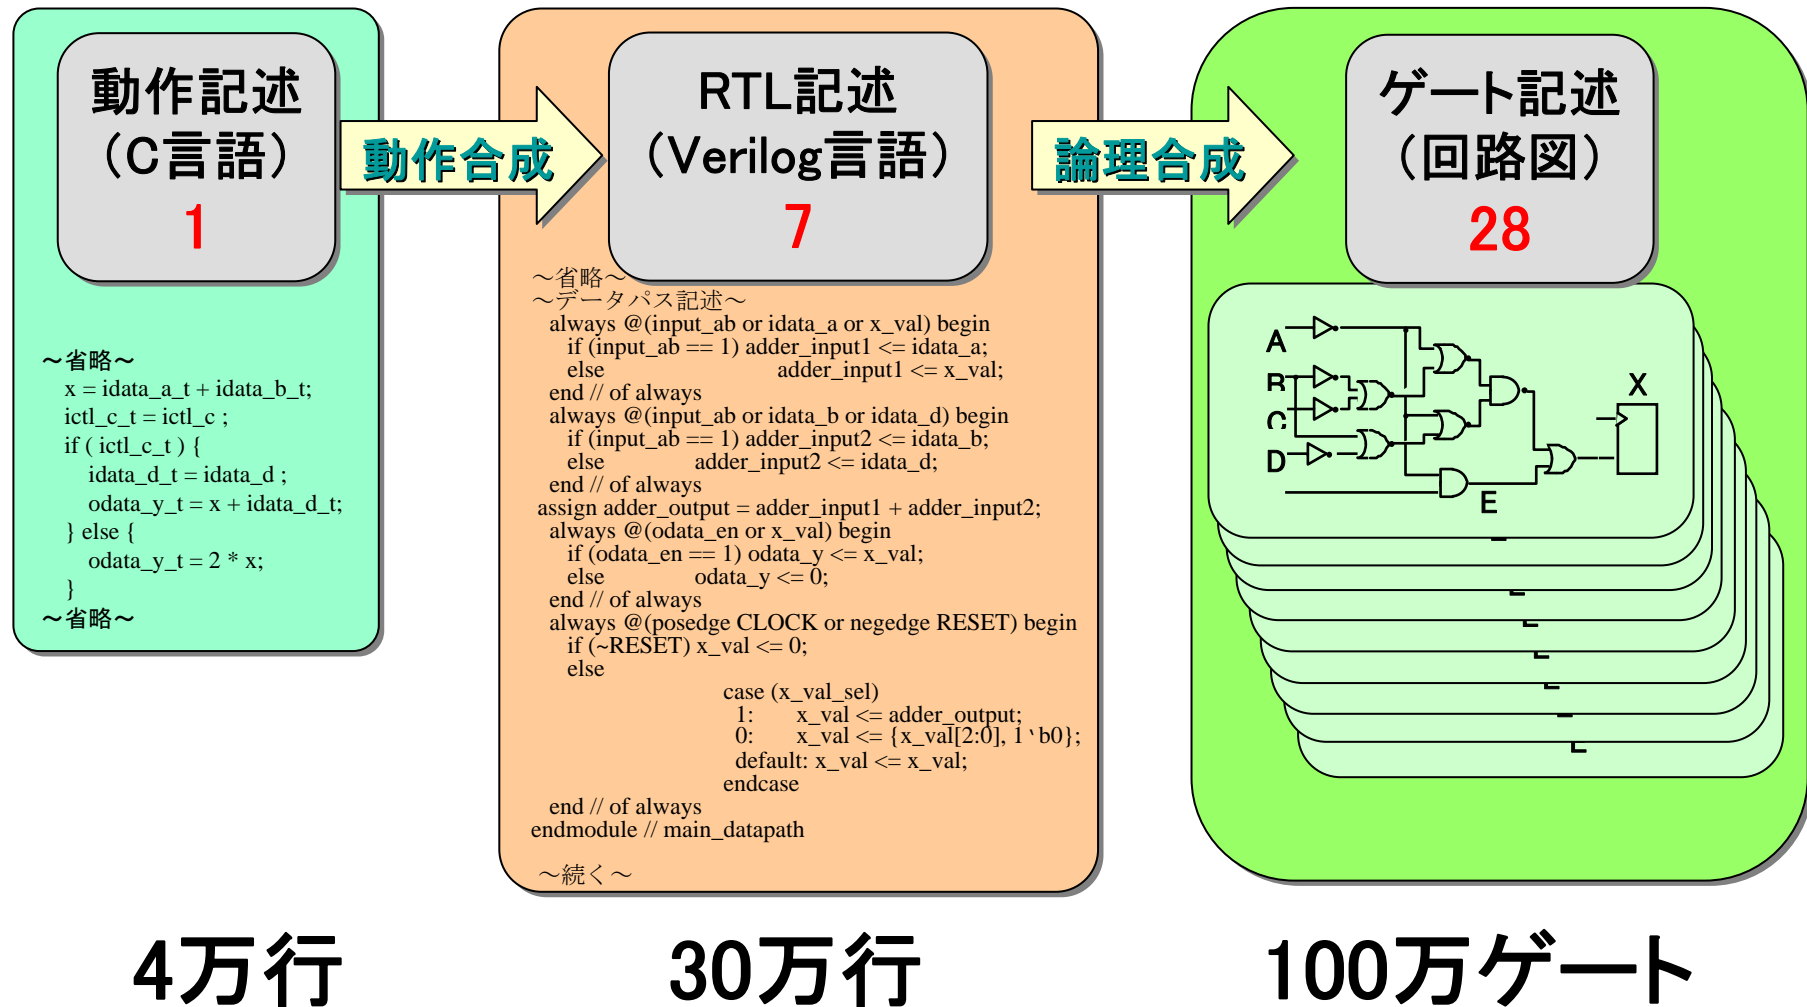 動作記述
（C言語）
1
～省略～
x = idata_a_t + idata_b_t;
ictl_c_t = ictl_c ;
if ( ictl_c_t ) {
idata_d_t = idata_d ;
odata_y_t = x + idata_d_t;
} else {
odata_y_t = 2 * x;
}
～省略～
4万行
動作合成
RTL記述
（Verilog言語）
7
～省略～
～データパス記述～
always @(input_ab or idata_a or x_val) begin
if (input_ab == 1) adder_input1 <= idata_a;
else adder_input1 <= x_val;
end // of always
always @(input_ab or idata_b or idata_d) begin
if (input_ab == 1) adder_input2 <= idata_b;
else adder_input2 <= idata_d;
end // of always
assign adder_output = adder_input1 + adder_input2;
always @(odata_en or x_val) begin
if (odata_en == 1) odata_y <= x_val;
else odata_y <= 0;
end // of always
always @(posedge CLOCK or negedge RESET) begin
if (~RESET) x_val <= 0;
else
case (x_val_sel)
1: x_val <= adder_output;
0: x_val <= {x_val[2:0], 1‵b0};
default: x_val <= x_val;
endcase
end // of always
endmodule // main_datapath
～続く～
30万行
論理合成
ゲート記述
（回路図）
28
A
B
C
D
E
X
100万ゲート